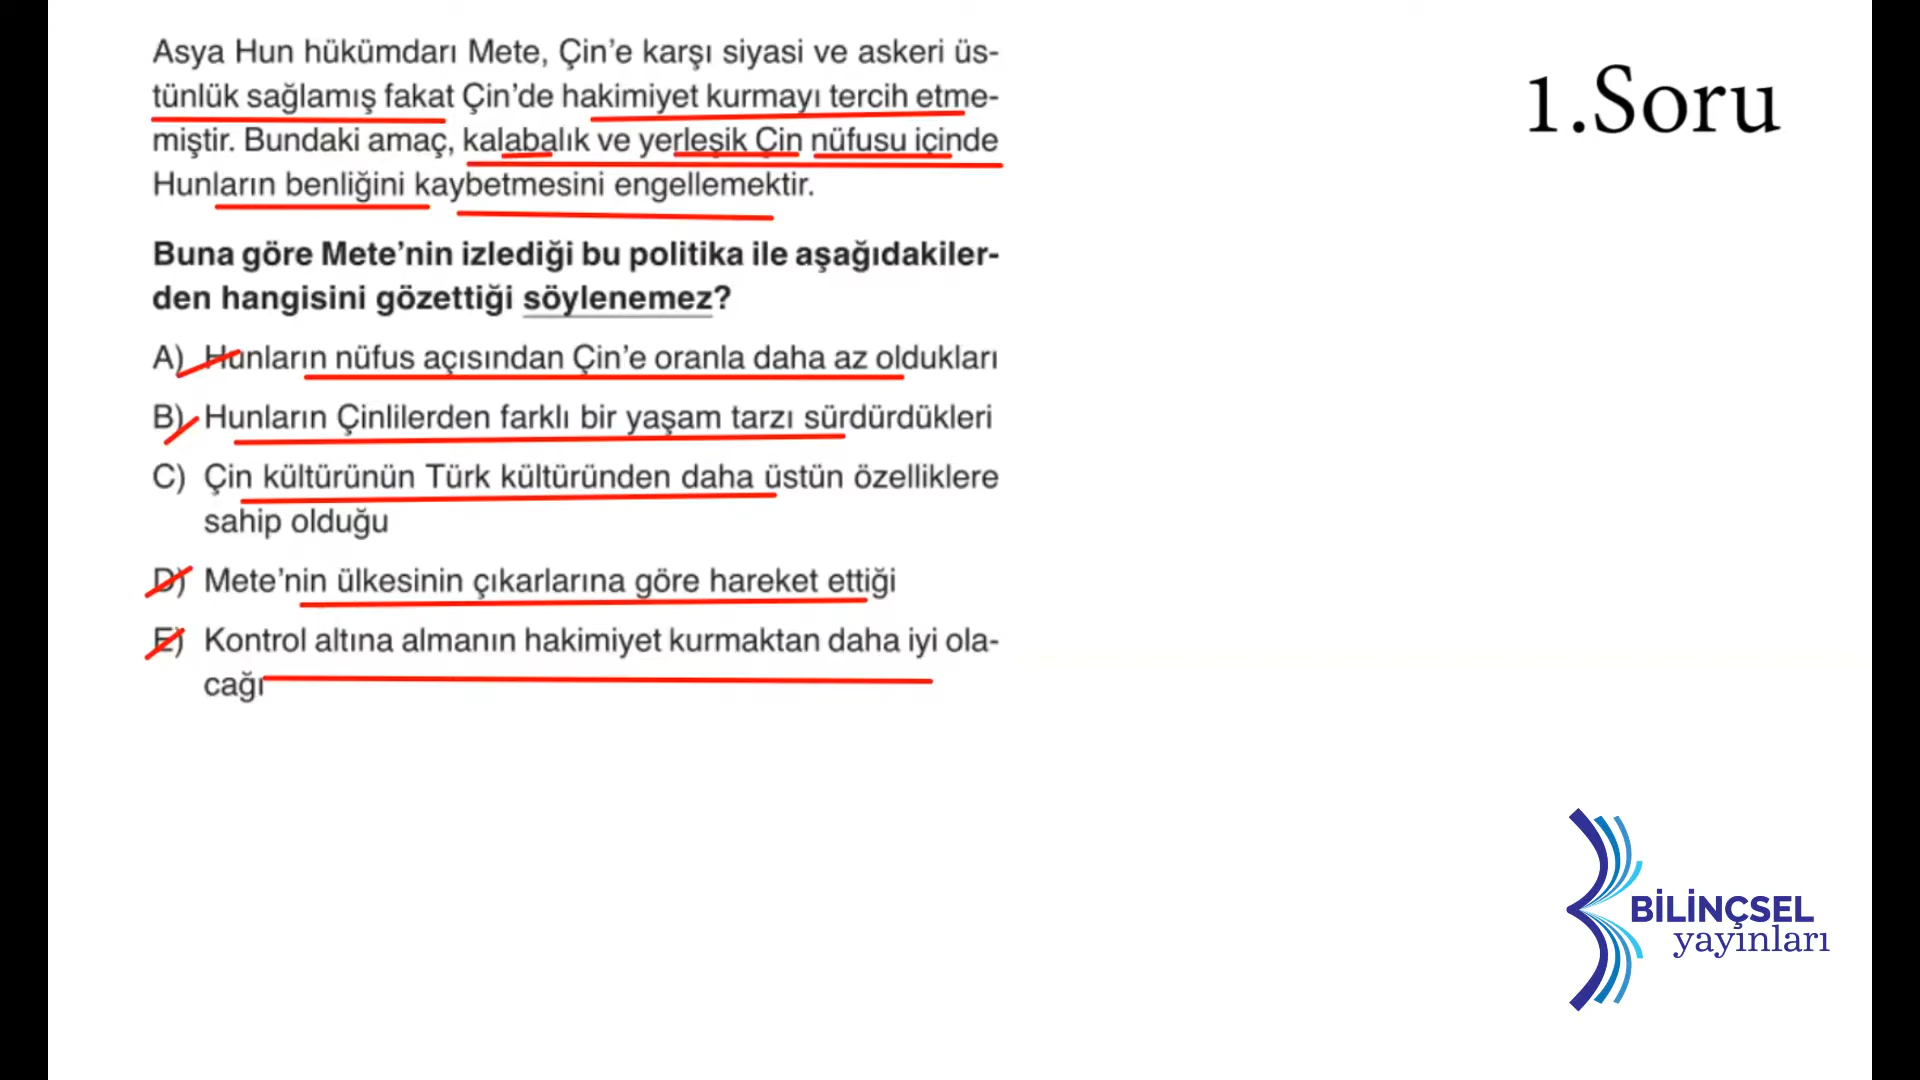 Asya Hun hükümdarı Mete, Çin’e karşı siyasi ve askeri üs-
tünlük sağlamış fakat Çin’de hakimiyet kurmayı tercih etme-
miştir. Bundaki amaç, kalabalık ve yerleşik Çin nüfusu içinde
Hunların benliğini kaybetmesini engellemektir.
Buna göre Mete’nin izlediği bu politika ile aşağıdakiler-
den hangisini gözettiği söylenemez?
A) Hunların nüfus açısından Çin’e oranla daha az oldukları
B) Hunların Çinlilerden farklı bir yaşam tarzı sürdürdükleri
C) Çin kültürünün Türk kültüründen daha üstün özelliklere
sahip olduğu
D) Mete’nin ülkesinin çıkarlarına göre hareket ettiği
E) Kontrol altına almanın hakimiyet kurmaktan daha iyi ola-
cağı
1.Soru
BİLİNÇSEL
yayınları